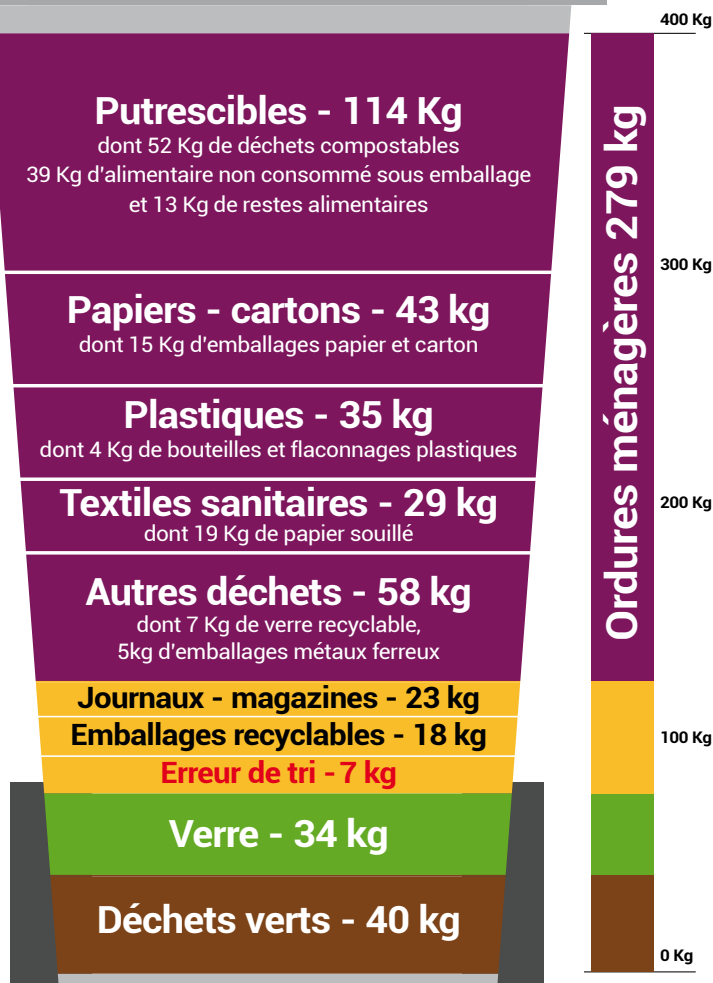 Putrescibles - 114 Kg
dont 52 Kg de déchets compostables
39 Kg d'alimentaire non consommé sous emballage
et 13 Kg de restes alimentaires
Papiers - cartons - 43 kg
dont 15 Kg d'emballages papier et carton
Plastiques - 35 kg
dont 4 Kg de bouteilles et flaconnages plastiques
Textiles sanitaires - 29 kg
dont 19 Kg de papier souillé
Autres déchets - 58 kg
dont 7 Kg de verre recyclable,
5kg d'emballages métaux ferreux
Journaux - magazines - 23 kg
Emballages recyclables - 18 kg
Erreur de tri - 7 kg
Verre - 34 kg
Déchets verts - 40 kg
Ordures ménagères 279 kg
400 Kg
300 Kg
200 Kg
100 Kg
0 Kg